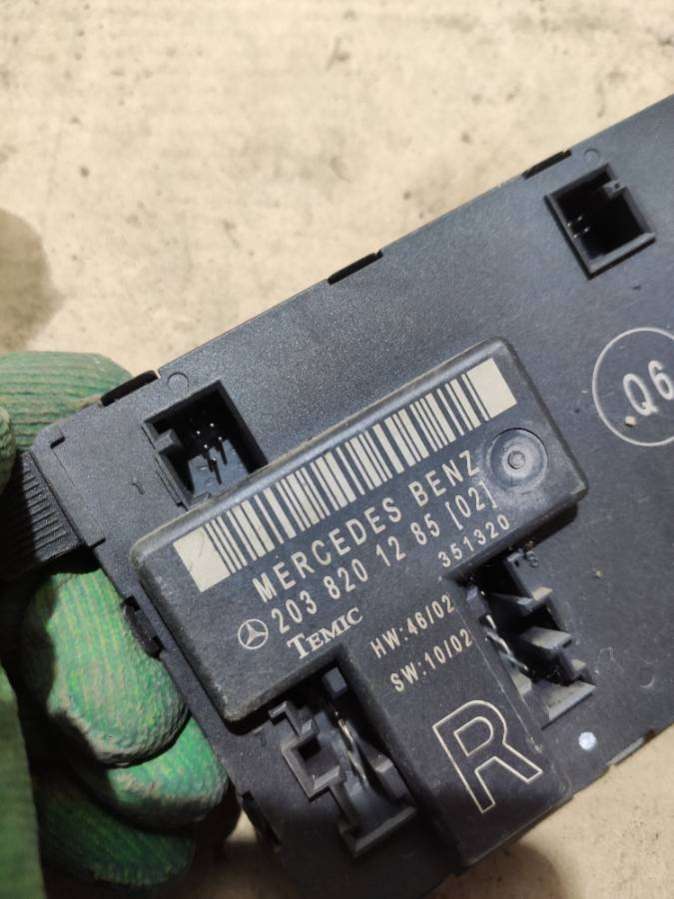 MERCEDES BENZ
203 820 12 85 [02]
TEMIC
351320
HW:46/02
SW:10/02
R
Q6